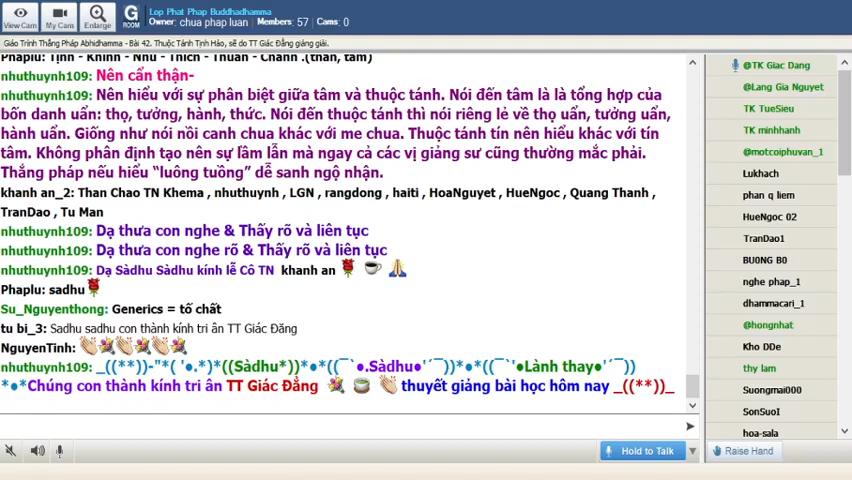 View Cam
My Cam
Enlarge
G
ROOM
Lop Phat Phap Buddhadhamma
Owner: chua phap luan Members: 57 Cams: 0
Giáo Trình Thắng Pháp Abhidhamma - Bài 42. Thuộc Tánh Tịnh Hảo, sẽ do TT Giác Đẳng giảng giải.
Phaplu: Tịnh - Khinh - Nhu - Thích - Thuần - Chánh .(thân, tâm)
nhuthuynh109: Nên cẩn thận-
nhuthuynh109: Nên hiểu với sự phân biệt giữa tâm và thuộc tánh. Nói đến tâm là là tổng hợp của
bốn danh uẩn: thọ, tưởng, hành, thức. Nói đến thuộc tánh thì nói riêng lẻ về thọ uẩn, tưởng uẩn,
hành uẩn. Giống như nói nồi canh chua khác với me chua. Thuộc tánh tín nên hiểu khác với tín
tâm. Không phân định tạo nên sự lầm lẫn mà ngay cả các vị giảng sư cũng thường mắc phải.
Thắng pháp nếu hiểu "luông tuồng" dễ sanh ngộ nhận.
khanh an_2: Than Chao TN Khema , nhuthuynh , LGN , rangdong , haiti , HoaNguyet , HueNgoc , Quang Thanh ,
TranDao , Tu Man
nhuthuynh109: Dạ thưa con nghe & Thấy rõ và liên tục
nhuthuynh109: Dạ thưa con nghe rõ & Thấy rõ và liên tục
nhuthuynh109: Dạ Sàdhu Sàdhu kính lễ Cô TN khanh an
Phaplu: sadhu
Su_Nguyenthong: Generics = tố chất
tu bi_3: Sadhu sadhu con thành kính tri ân TT Giác Đăng
NguyenTinh:
nhuthuynh109: _((**))-"*( '●.*)*((Sàdhu*))*●*((¯`●.Sàdhu●'´¯))*●*((¯`'●Lành thay●'´¯))
*●*Chúng con thành kính tri ân TT Giác Đẳng thuyết giảng bài học hôm nay _((**))_
Hold to Talk
@TK Giac Dang
@Lang Gia Nguyet
TK TueSieu
TK minhhanh
@motcoiphuvan_1
Lukhach
phan q liem
HueNgoc 02
TranDao1
BU0NG B0
nghe phap_1
dhammacari_1
@hongnhat
Kho DDe
thy lam
Suongmai000
SonSuoI
hoa-sala
Raise Hand